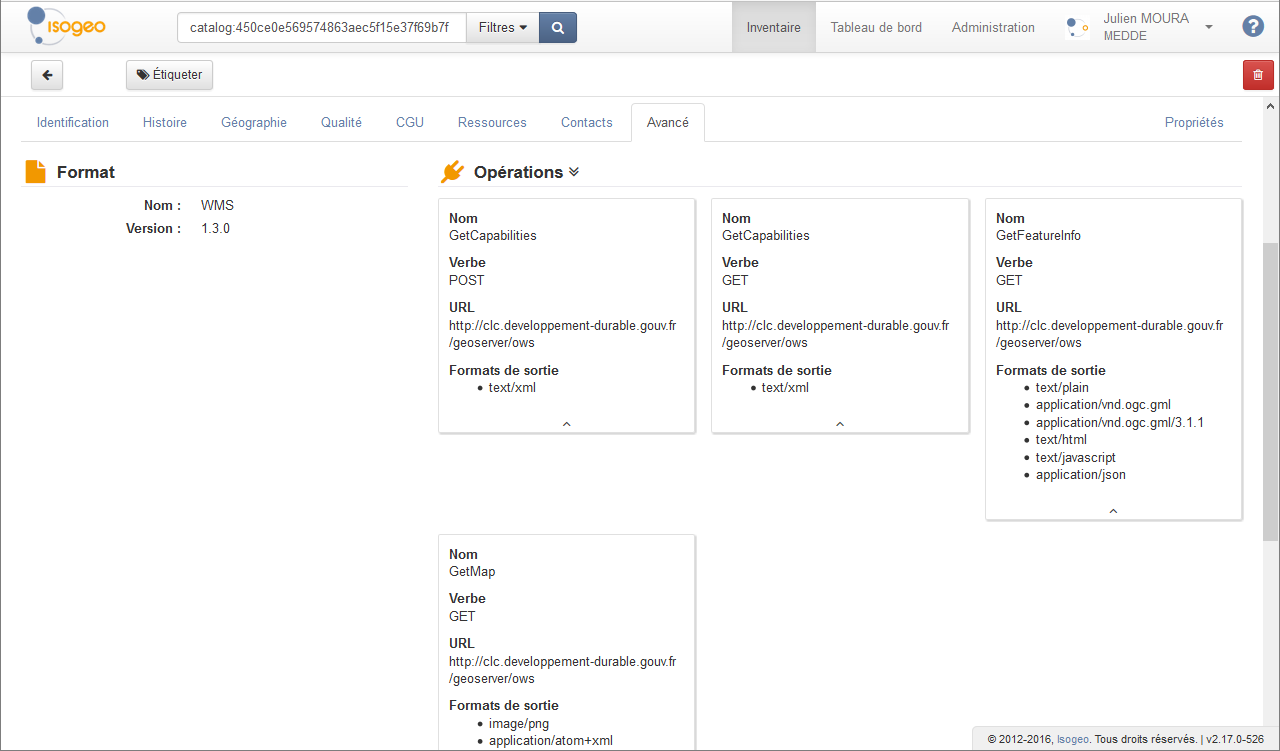 isogeo
catalog:450ce0e569574863aec5f15e37f69b7f
Filtres
Inventaire
Tableau de bord
Administration
Julien MOURA
MEDDE
?
Étiqueter
Identification
Histoire
Géographie
Qualité
CGU
Ressources
Contacts
Avancé
Propriétés
Format
Nom : WMS
Version : 1.3.0
Opérations
Nom
GetCapabilities
Verbe
POST
URL
http://clc.developpement-durable.gouv.fr
/geoserver/ows
Formats de sortie
• text/xml
Nom
GetCapabilities
Verbe
GET
URL
http://clc.developpement-durable.gouv.fr
/geoserver/ows
Formats de sortie
• text/xml
Nom
GetFeatureInfo
Verbe
GET
URL
http://clc.developpement-durable.gouv.fr
/geoserver/ows
Formats de sortie
• text/plain
• application/vnd.ogc.gml
• application/vnd.ogc.gml/3.1.1
• text/html
• text/javascript
• application/json
Nom
GetMap
Verbe
GET
URL
http://clc.developpement-durable.gouv.fr
/geoserver/ows
Formats de sortie
• image/png
• application/atom+xml
© 2012-2016, Isogeo. Tous droits réservés. | v2.17.0-526